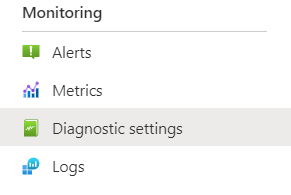 Monitoring
Alerts
Metrics
Diagnostic settings
Logs